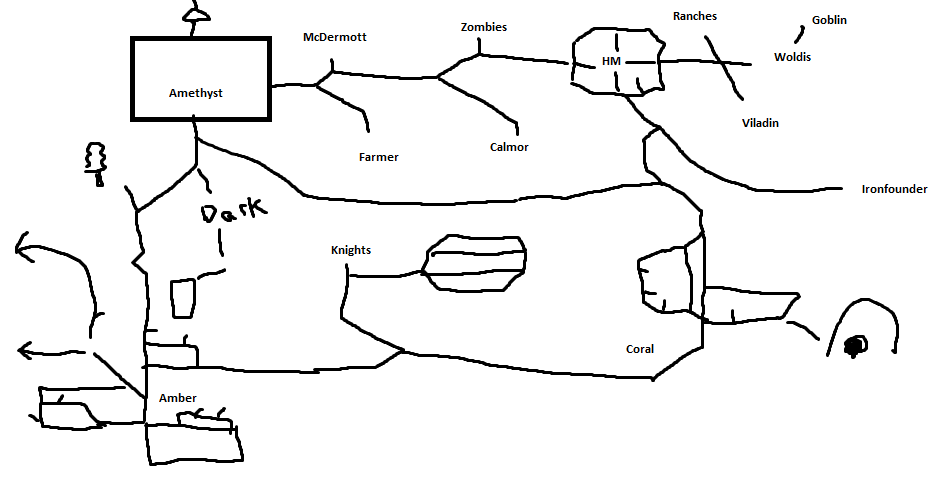 Goblin
Ranches
Zombies
McDermott
Woldis
HM
Amethyst
Viladin
Calmor
Farmer
Ironfounder
Dark
Knights
Coral
Amber